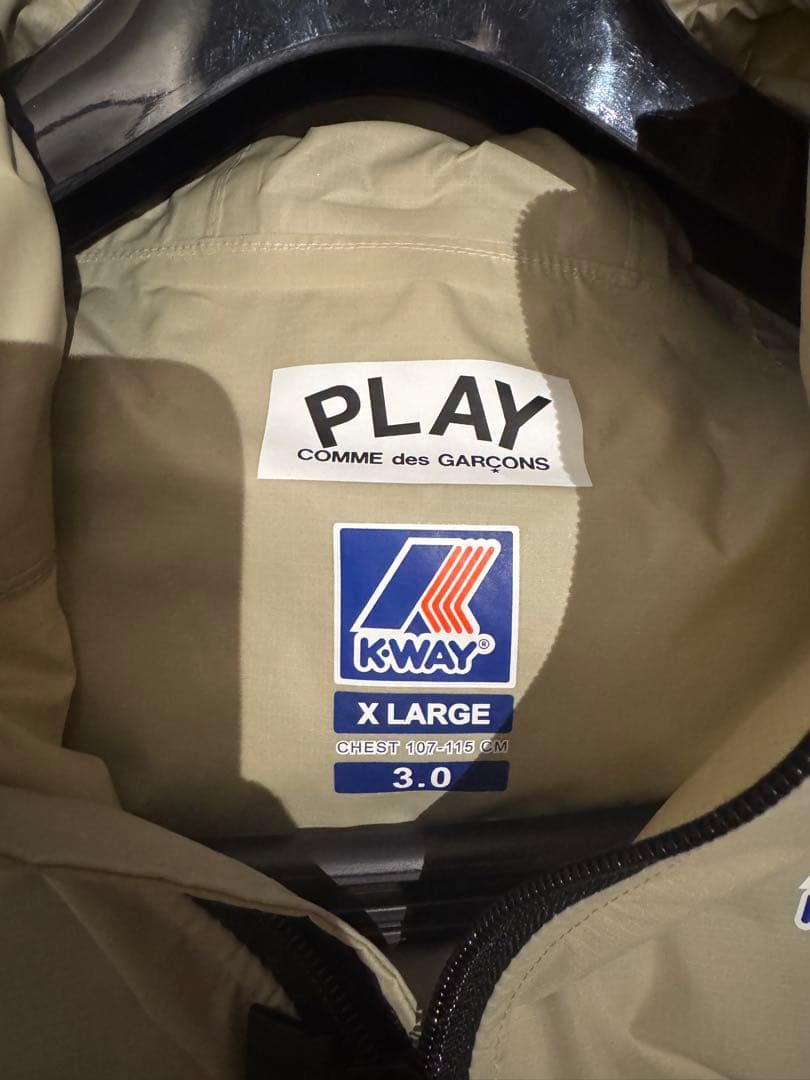 PLAY
COMME des GARÇONS
K·WAY®
X LARGE
CHEST 107-115 CM
3.0